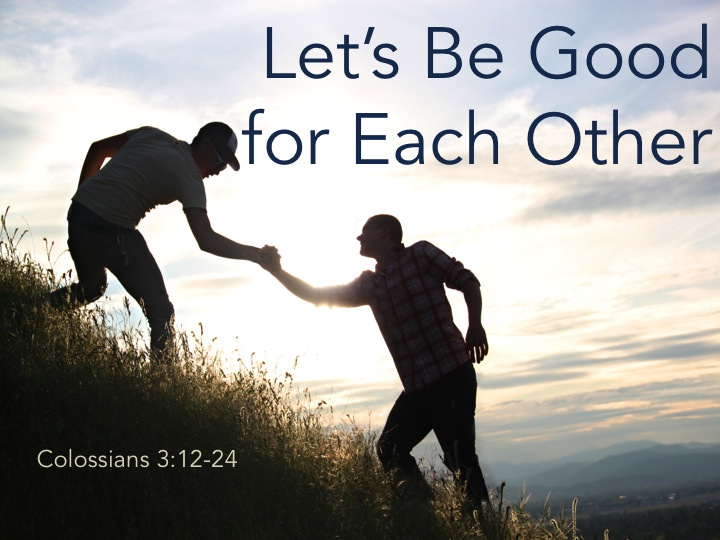 Let’s Be Good
for Each Other
Colossians 3:12-24